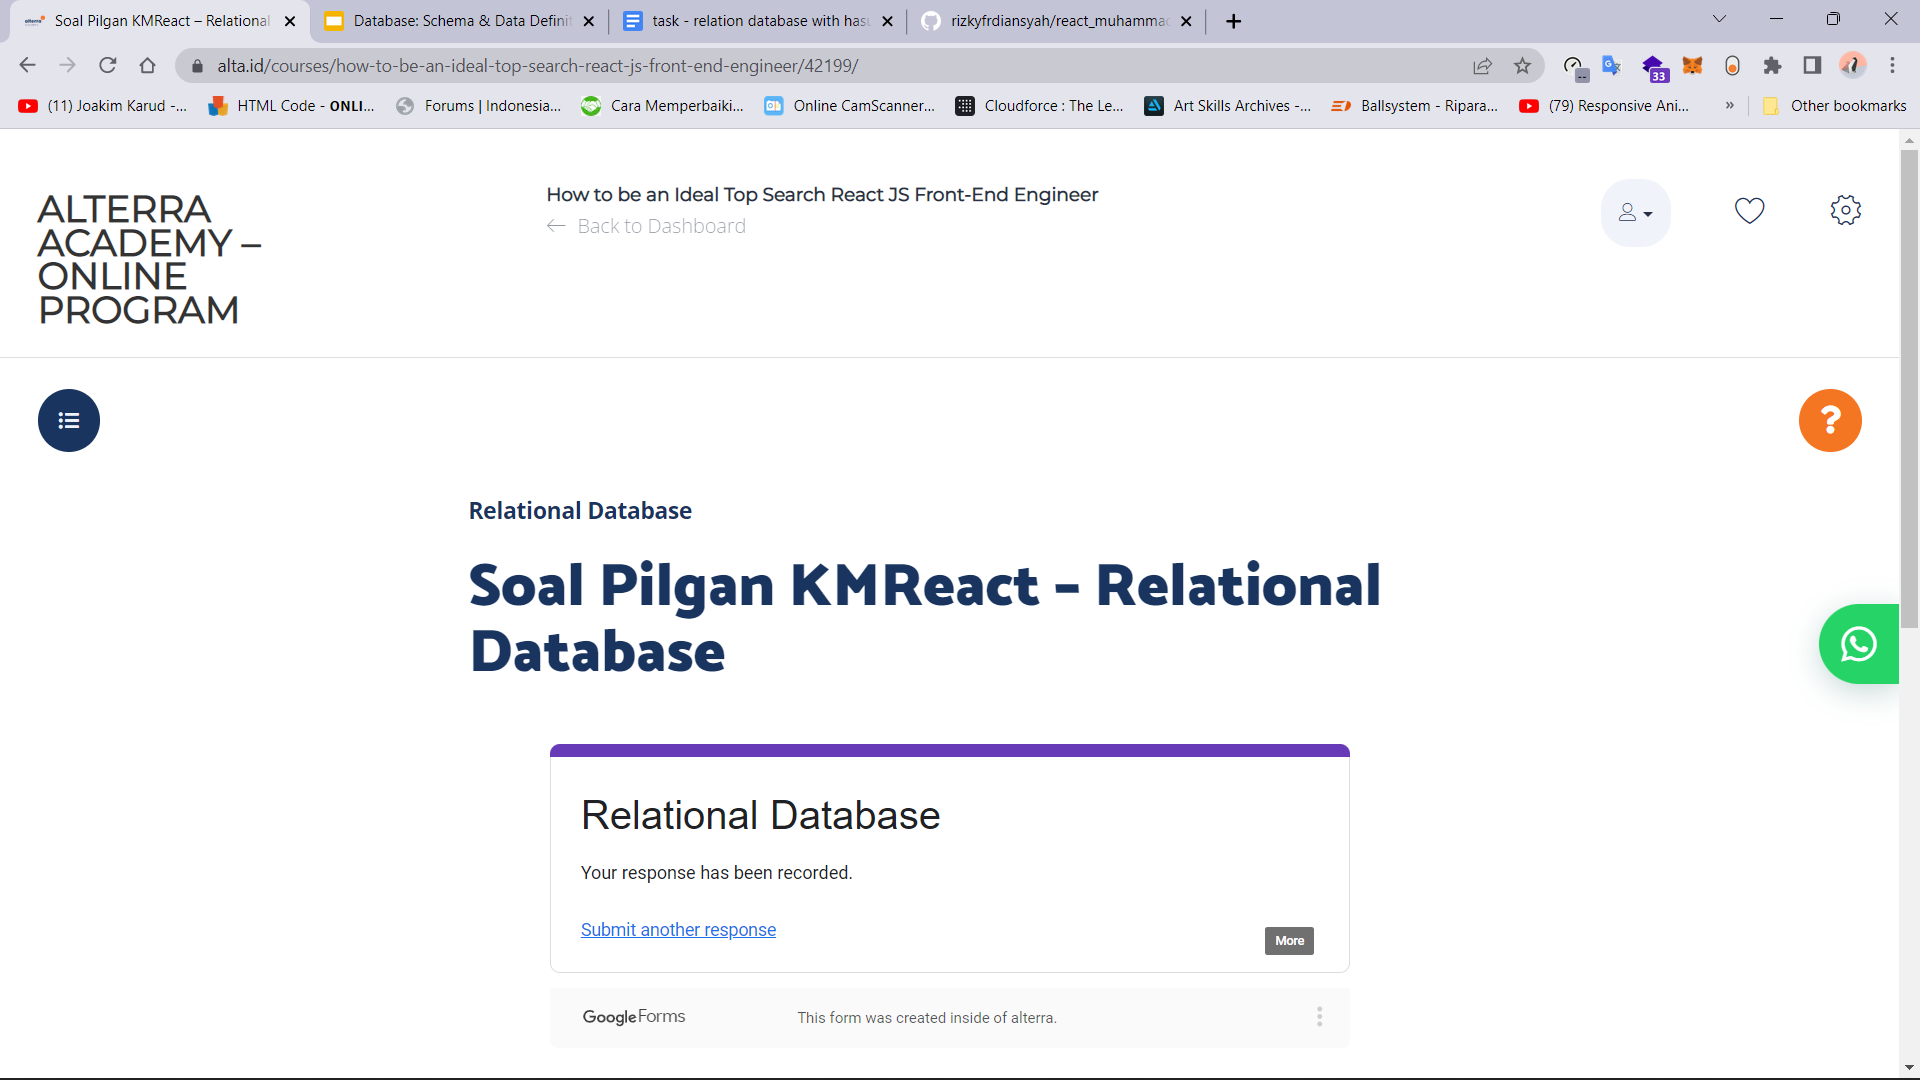 Soal Pilgan KMReact – Relational
Database: Schema & Data Definit
task - relation database with hasu
rizkyfrdiansyah/react_muhammad
alta.id/courses/how-to-be-an-ideal-top-search-react-js-front-end-engineer/42199/
33
(11) Joakim Karud -...
HTML Code - ONLI...
Forums | Indonesia...
Cara Memperbaiki...
Online CamScanner...
Cloudforce : The Le...
Art Skills Archives -...
Ballsystem - Ripara...
(79) Responsive Ani...
»
Other bookmarks
ALTERRA
ACADEMY –
ONLINE
PROGRAM
How to be an Ideal Top Search React JS Front-End Engineer
← Back to Dashboard
?
Relational Database
Soal Pilgan KMReact – Relational
Database
Relational Database
Your response has been recorded.
Submit another response
More
Google Forms
This form was created inside of alterra.